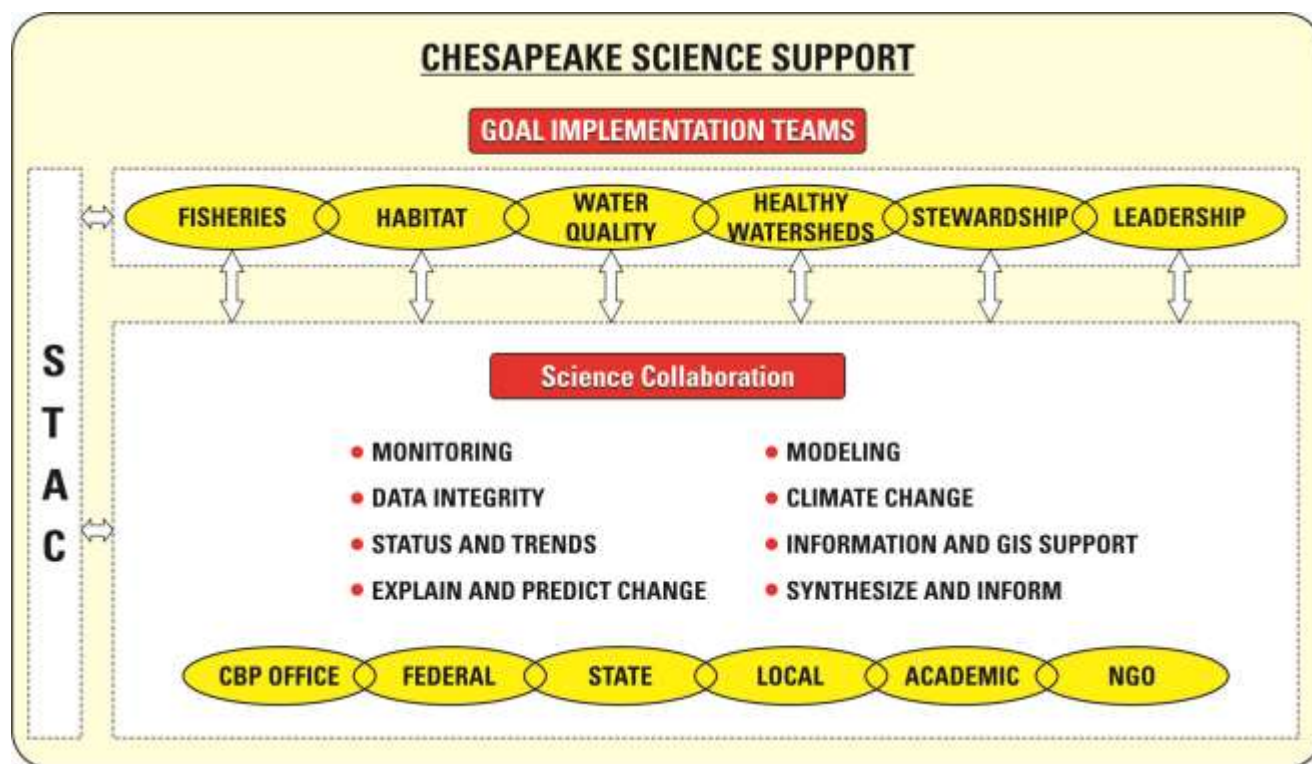 CHESAPEAKE SCIENCE SUPPORT
GOAL IMPLEMENTATION TEAMS
FISHERIES
HABITAT
WATER
QUALITY
HEALTHY
WATERSHEDS
STEWARDSHIP
LEADERSHIP
S
T
A
C
Science Collaboration
MONITORING
DATA INTEGRITY
STATUS AND TRENDS
EXPLAIN AND PREDICT CHANGE
MODELING
CLIMATE CHANGE
INFORMATION AND GIS SUPPORT
SYNTHESIZE AND INFORM
CBP OFFICE
FEDERAL
STATE
LOCAL
ACADEMIC
NGO